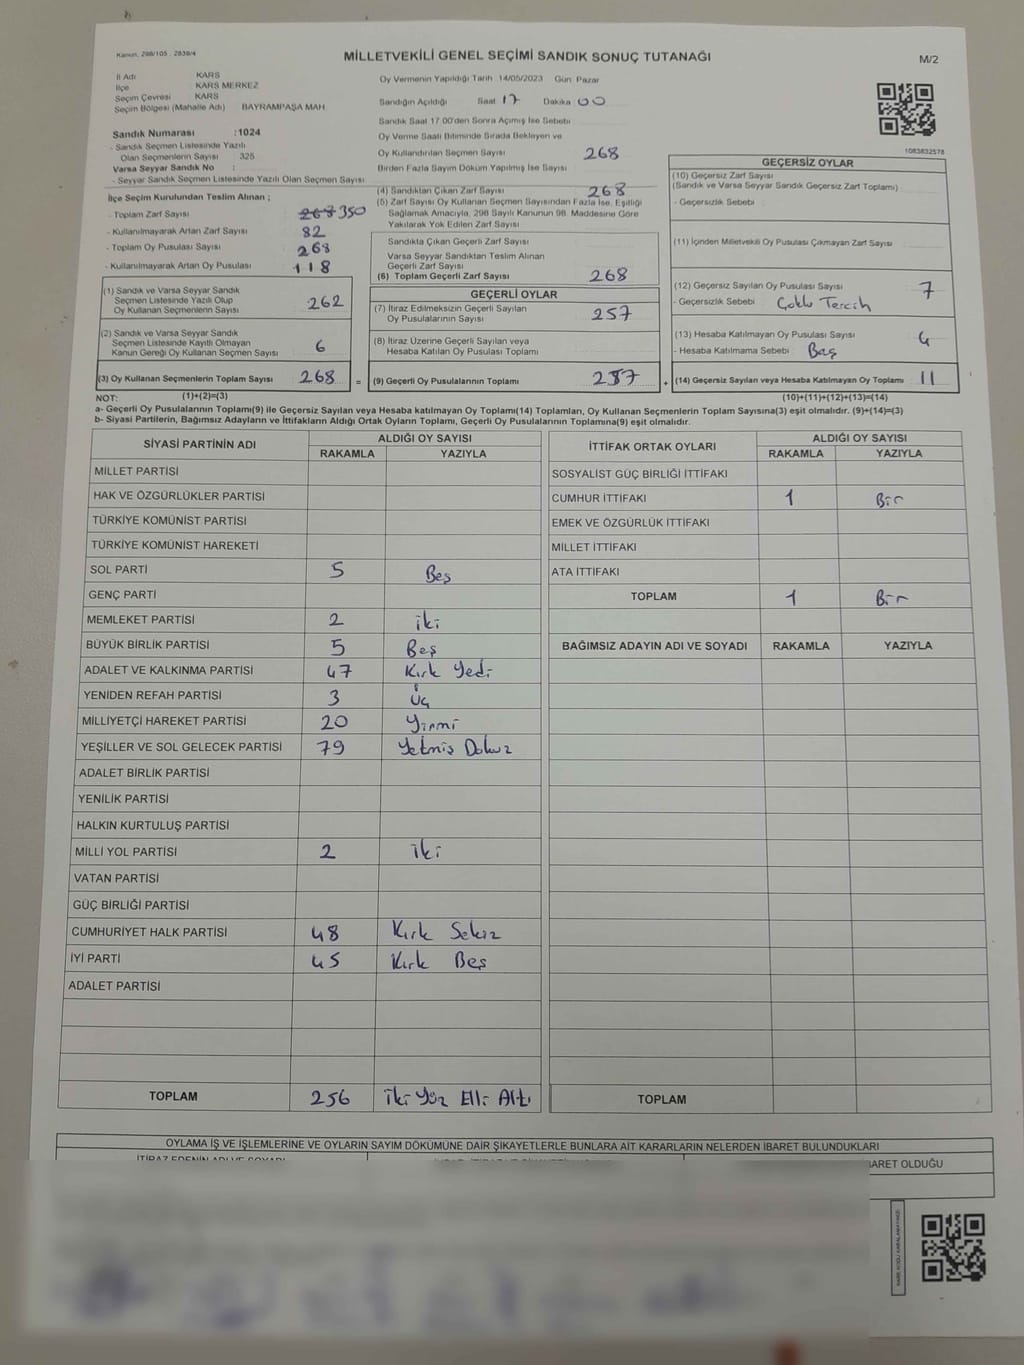 Kanun, 298/105 , 2839/4
MİLLETVEKİLİ GENEL SEÇİMİ SANDIK SONUÇ TUTANAĞI
M/2
İl Adı KARS
İlçe KARS MERKEZ
Seçim Çevresi KARS
Seçim Bölgesi (Mahalle Adı) BAYRAMPAŞA MAH.
Sandık Numarası :1024
- Sandık Seçmen Listesinde Yazılı
Olan Seçmenlerin Sayısı : 325
Varsa Seyyar Sandık No :
- Seyyar Sandık Seçmen Listesinde Yazılı Olan Seçmen Sayısı
İlçe Seçim Kurulundan Teslim Alınan ;
- Toplam Zarf Sayısı 268 350
- Kullanılmayarak Artan Zarf Sayısı 82
- Toplam Oy Pusulası Sayısı 268
- Kullanılmayarak Artan Oy Pusulası 118
(1) Sandık ve Varsa Seyyar Sandık
Seçmen Listesinde Yazılı Olup
Oy Kullanan Seçmenlerin Sayısı 262
(2) Sandık ve Varsa Seyyar Sandık
Seçmen Listesinde Kayıtlı Olmayan
Kanun Gereği Oy Kullanan Seçmen Sayısı 6
(3) Oy Kullanan Seçmenlerin Toplam Sayısı 268 =
Oy Vermenin Yapıldığı Tarih 14/05/2023 Gün Pazar
Sandığın Açıldığı Saat 17 Dakika 00
Sandık Saat 17.00'den Sonra Açılmış İse Sebebi
Oy Verme Saati Bitiminde Sırada Bekleyen ve
Oy Kullandırılan Seçmen Sayısı 268
Birden Fazla Sayım Döküm Yapılmış İse Sayısı
(4) Sandıktan Çıkan Zarf Sayısı 268
(5) Zarf Sayısı Oy Kullanan Seçmen Sayısından Fazla İse, Eşitliği
Sağlamak Amacıyla, 298 Sayılı Kanunun 98. Maddesine Göre
Yakılarak Yok Edilen Zarf Sayısı
Sandıkta Çıkan Geçerli Zarf Sayısı
Varsa Seyyar Sandıktan Teslim Alınan
Geçerli Zarf Sayısı
(6) Toplam Geçerli Zarf Sayısı 268
GEÇERLİ OYLAR
(7) İtiraz Edilmeksizin Geçerli Sayılan
Oy Pusulalarının Sayısı 257
(8) İtiraz Üzerine Geçerli Sayılan veya
Hesaba Katılan Oy Pusulası Toplamı
(9) Geçerli Oy Pusulalarının Toplamı 257 +
1083832578
GEÇERSİZ OYLAR
(10) Geçersiz Zarf Sayısı
(Sandık ve Varsa Seyyar Sandık Geçersiz Zarf Toplamı)
- Geçersizlik Sebebi :
(11) İçinden Milletvekili Oy Pusulası Çıkmayan Zarf Sayısı
(12) Geçersiz Sayılan Oy Pusulası Sayısı 7
- Geçersizlik Sebebi : Çoklu Tercih
(13) Hesaba Katılmayan Oy Pusulası Sayısı 4
- Hesaba Katılmama Sebebi : Boş
(14) Geçersiz Sayılan veya Hesaba Katılmayan Oy Toplamı 11
NOT: (1)+(2)=(3) (10)+(11)+(12)+(13)=(14)
a- Geçerli Oy Pusulalarının Toplamı(9) ile Geçersiz Sayılan veya Hesaba katılmayan Oy Toplamı(14) Toplamları, Oy Kullanan Seçmenlerin Toplam Sayısına(3) eşit olmalıdır. (9)+(14)=(3)
b- Siyasi Partilerin, Bağımsız Adayların ve İttifakların Aldığı Ortak Oyların Toplamı, Geçerli Oy Pusulalarının Toplamına(9) eşit olmalıdır.
SİYASİ PARTİNİN ADI ALDIĞI OY SAYISI
RAKAMLA YAZIYLA
MİLLET PARTİSİ
HAK VE ÖZGÜRLÜKLER PARTİSİ
TÜRKİYE KOMÜNİST PARTİSİ
TÜRKİYE KOMÜNİST HAREKETİ
SOL PARTİ 5 Beş
GENÇ PARTİ
MEMLEKET PARTİSİ 2 iki
BÜYÜK BİRLİK PARTİSİ 5 Beş
ADALET VE KALKINMA PARTİSİ 47 Kırk Yedi
YENİDEN REFAH PARTİSİ 3 Üç
MİLLİYETÇİ HAREKET PARTİSİ 20 Yirmi
YEŞİLLER VE SOL GELECEK PARTİSİ 79 Yetmiş Dokuz
ADALET BİRLİK PARTİSİ
YENİLİK PARTİSİ
HALKIN KURTULUŞ PARTİSİ
MİLLİ YOL PARTİSİ 2 İki
VATAN PARTİSİ
GÜÇ BİRLİĞİ PARTİSİ
CUMHURİYET HALK PARTİSİ 48 Kırk Sekiz
İYİ PARTİ 45 Kırk Beş
ADALET PARTİSİ
TOPLAM 256 İki Yüz Elli Altı
İTTİFAK ORTAK OYLARI ALDIĞI OY SAYISI
RAKAMLA YAZIYLA
SOSYALİST GÜÇ BİRLİĞİ İTTİFAKI
CUMHUR İTTİFAKI 1 Bir
EMEK VE ÖZGÜRLÜK İTTİFAKI
MİLLET İTTİFAKI
ATA İTTİFAKI
TOPLAM 1 Bir
BAĞIMSIZ ADAYIN ADI VE SOYADI RAKAMLA YAZIYLA
TOPLAM
OYLAMA İŞ VE İŞLEMLERİNE VE OYLARIN SAYIM DÖKÜMÜNE DAİR ŞİKAYETLERLE BUNLARA AİT KARARLARIN NELERDEN İBARET BULUNDUKLARI
İTİRAZ EDENİN ADI VE SOYADI
İBARET OLDUĞU